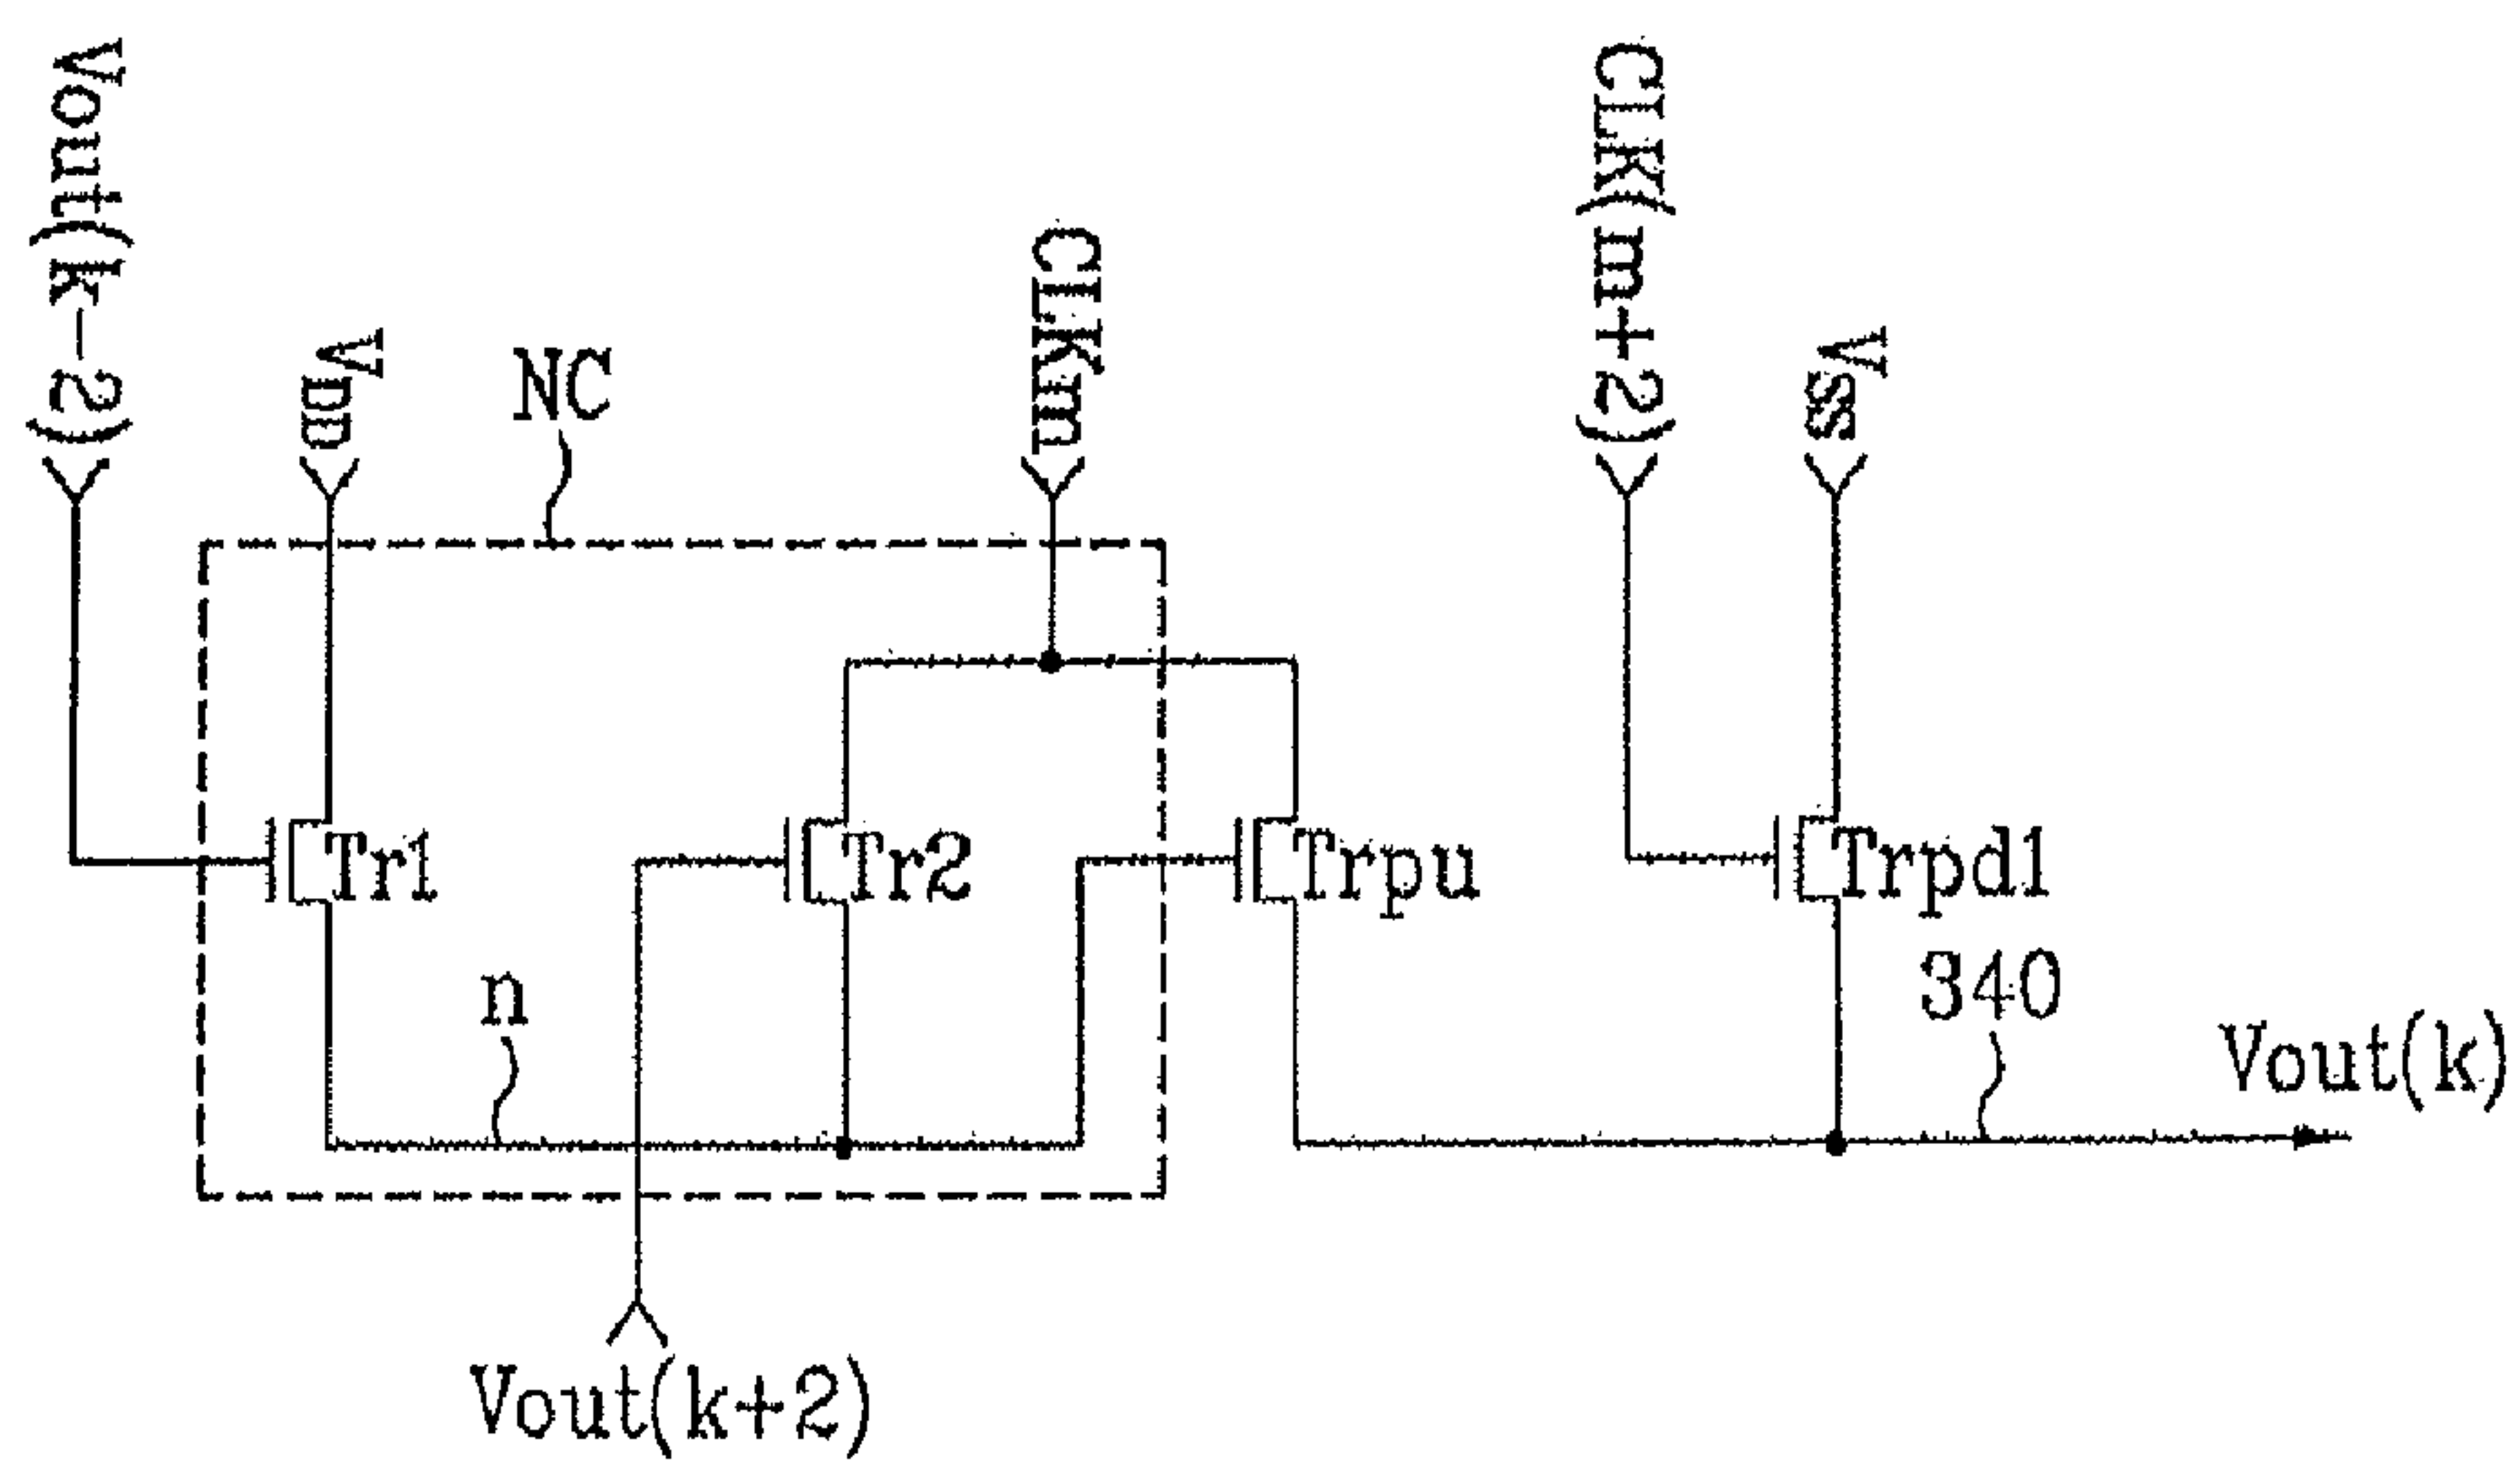 Vout(k-2)
VDD
NC
CLKm
CLK(m+2)
Vss
Tr1
Tr2
Trpu
Trpd1
n
340
Vout(k)
Vout(k+2)